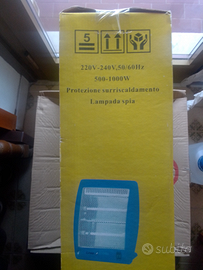 5
220V-240V,50/60Hz
500-1000W
Protezione surriscaldamento
Lampada spia
subito